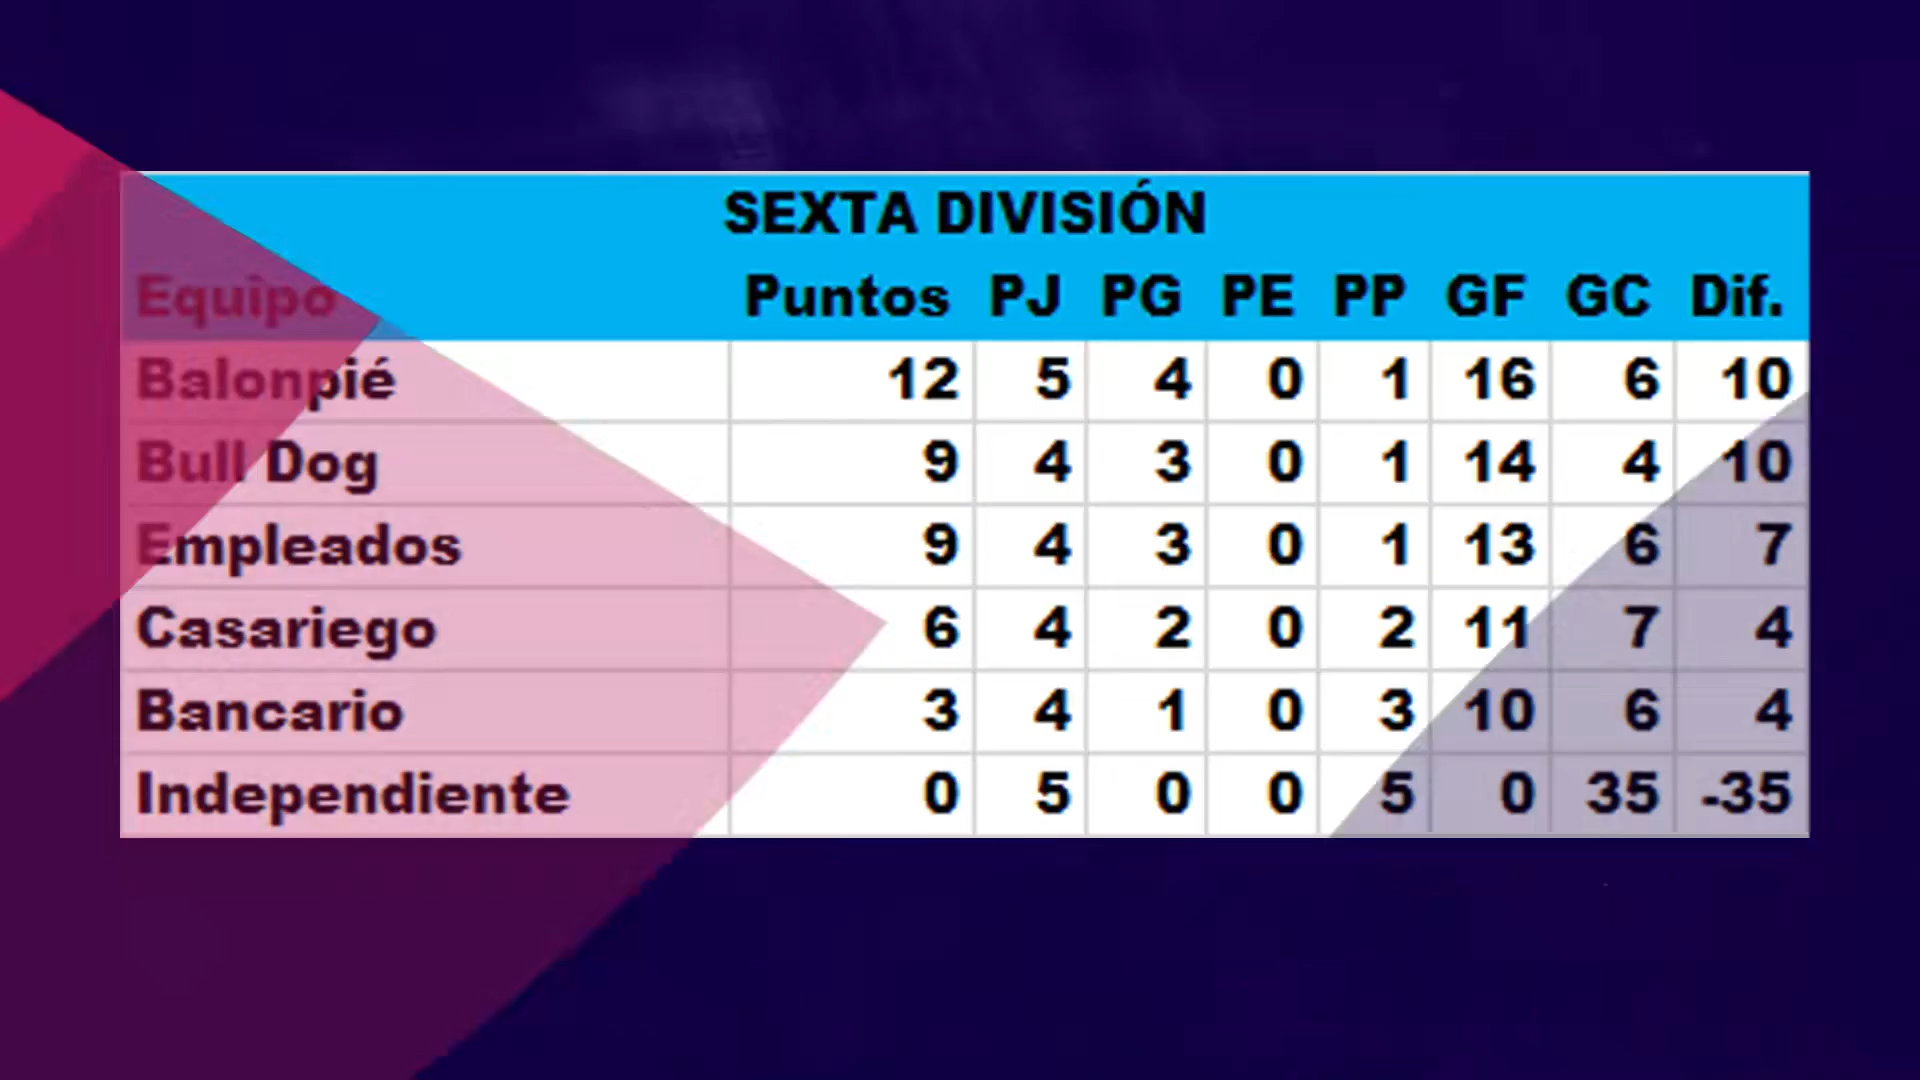 SEXTA DIVISIÓN
Equipo Puntos PJ PG PE PP GF GC Dif.
Balonpié 12 5 4 0 1 16 6 10
Bull Dog 9 4 3 0 1 14 4 10
Empleados 9 4 3 0 1 13 6 7
Casariego 6 4 2 0 2 11 7 4
Bancario 3 4 1 0 3 10 6 4
Independiente 0 5 0 0 5 0 35 -35